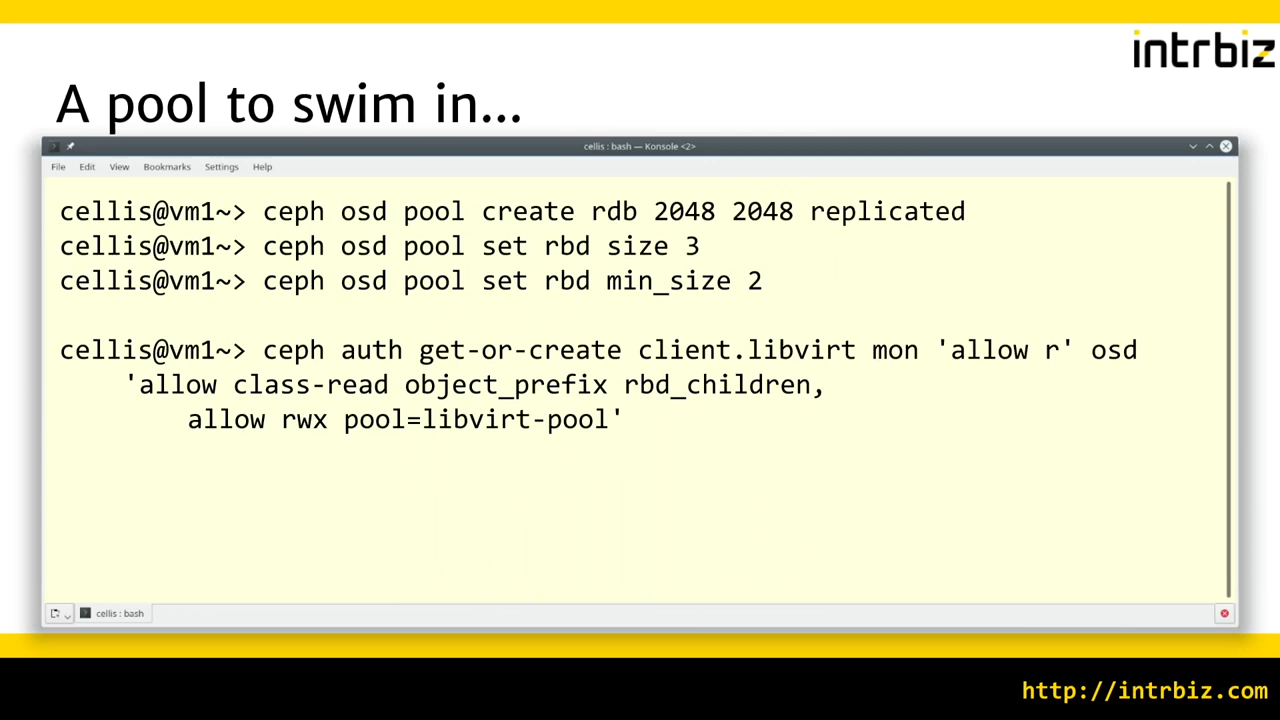 intrbiz
A pool to swim in...
cellis : bash — Konsole <2>
File Edit View Bookmarks Settings Help
cellis@vm1~> ceph osd pool create rdb 2048 2048 replicated
cellis@vm1~> ceph osd pool set rbd size 3
cellis@vm1~> ceph osd pool set rbd min_size 2
cellis@vm1~> ceph auth get-or-create client.libvirt mon 'allow r' osd
'allow class-read object_prefix rbd_children,
allow rwx pool=libvirt-pool'
cellis : bash
http://intrbiz.com